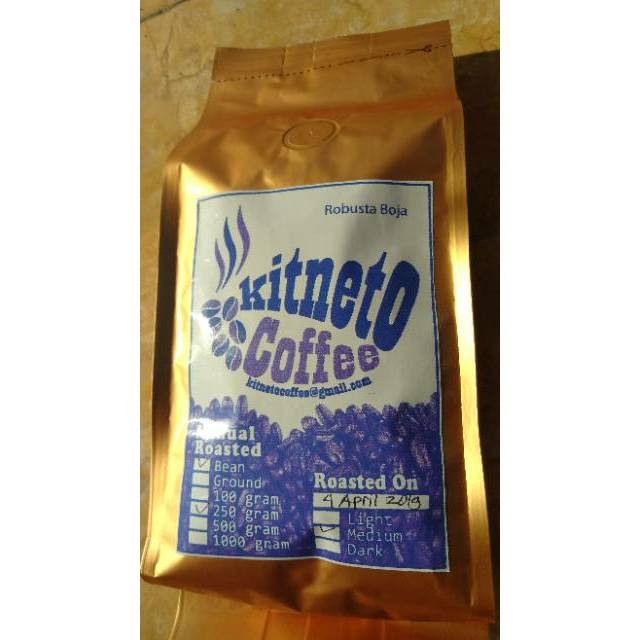 Robusta Boja
kitneto
Coffee
kitnetocoffee@gmail.com
Manual
Roasted
Bean
Ground
100 gram
250 gram
500 gram
1000 gram
Roasted On
4 April 2019
Light
Medium
Dark